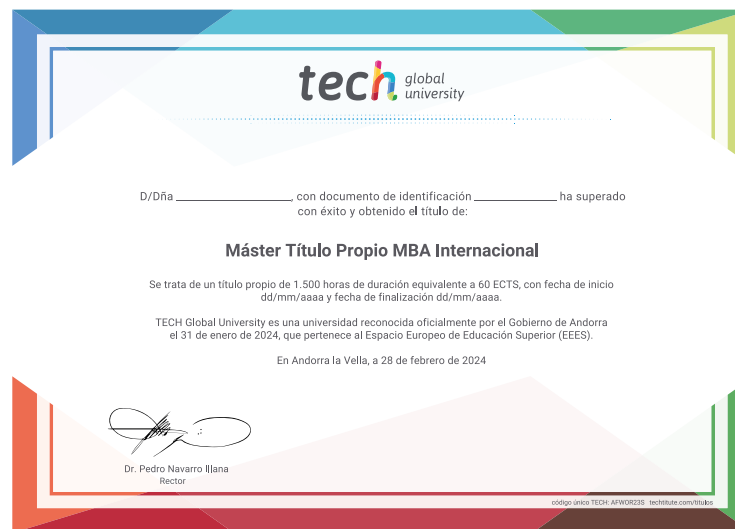 tech global
university
D/Dña ____________________, con documento de identificación ______________ ha superado
con éxito y obtenido el título de:
Máster Título Propio MBA Internacional
Se trata de un título propio de 1.500 horas de duración equivalente a 60 ECTS, con fecha de inicio
dd/mm/aaaa y fecha de finalización dd/mm/aaaa.
TECH Global University es una universidad reconocida oficialmente por el Gobierno de Andorra
el 31 de enero de 2024, que pertenece al Espacio Europeo de Educación Superior (EEES).
En Andorra la Vella, a 28 de febrero de 2024
Dr. Pedro Navarro Illana
Rector
código único TECH: AFWOR23S techtitute.com/titulos